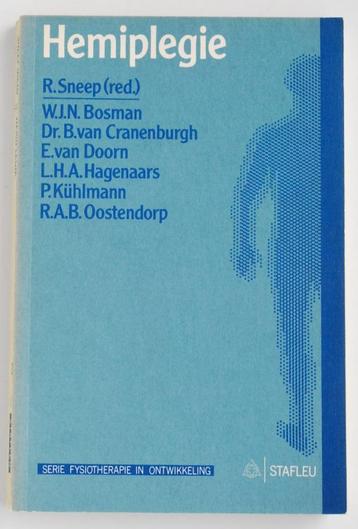 Hemiplegie
R. Sneep (red.)
W.J.N. Bosman
Dr. B. van Cranenburgh
E. van Doorn
L.H.A. Hagenaars
P. Kühlmann
R.A.B. Oostendorp
SERIE FYSIOTHERAPIE IN ONTWIKKELING
STAFLEU